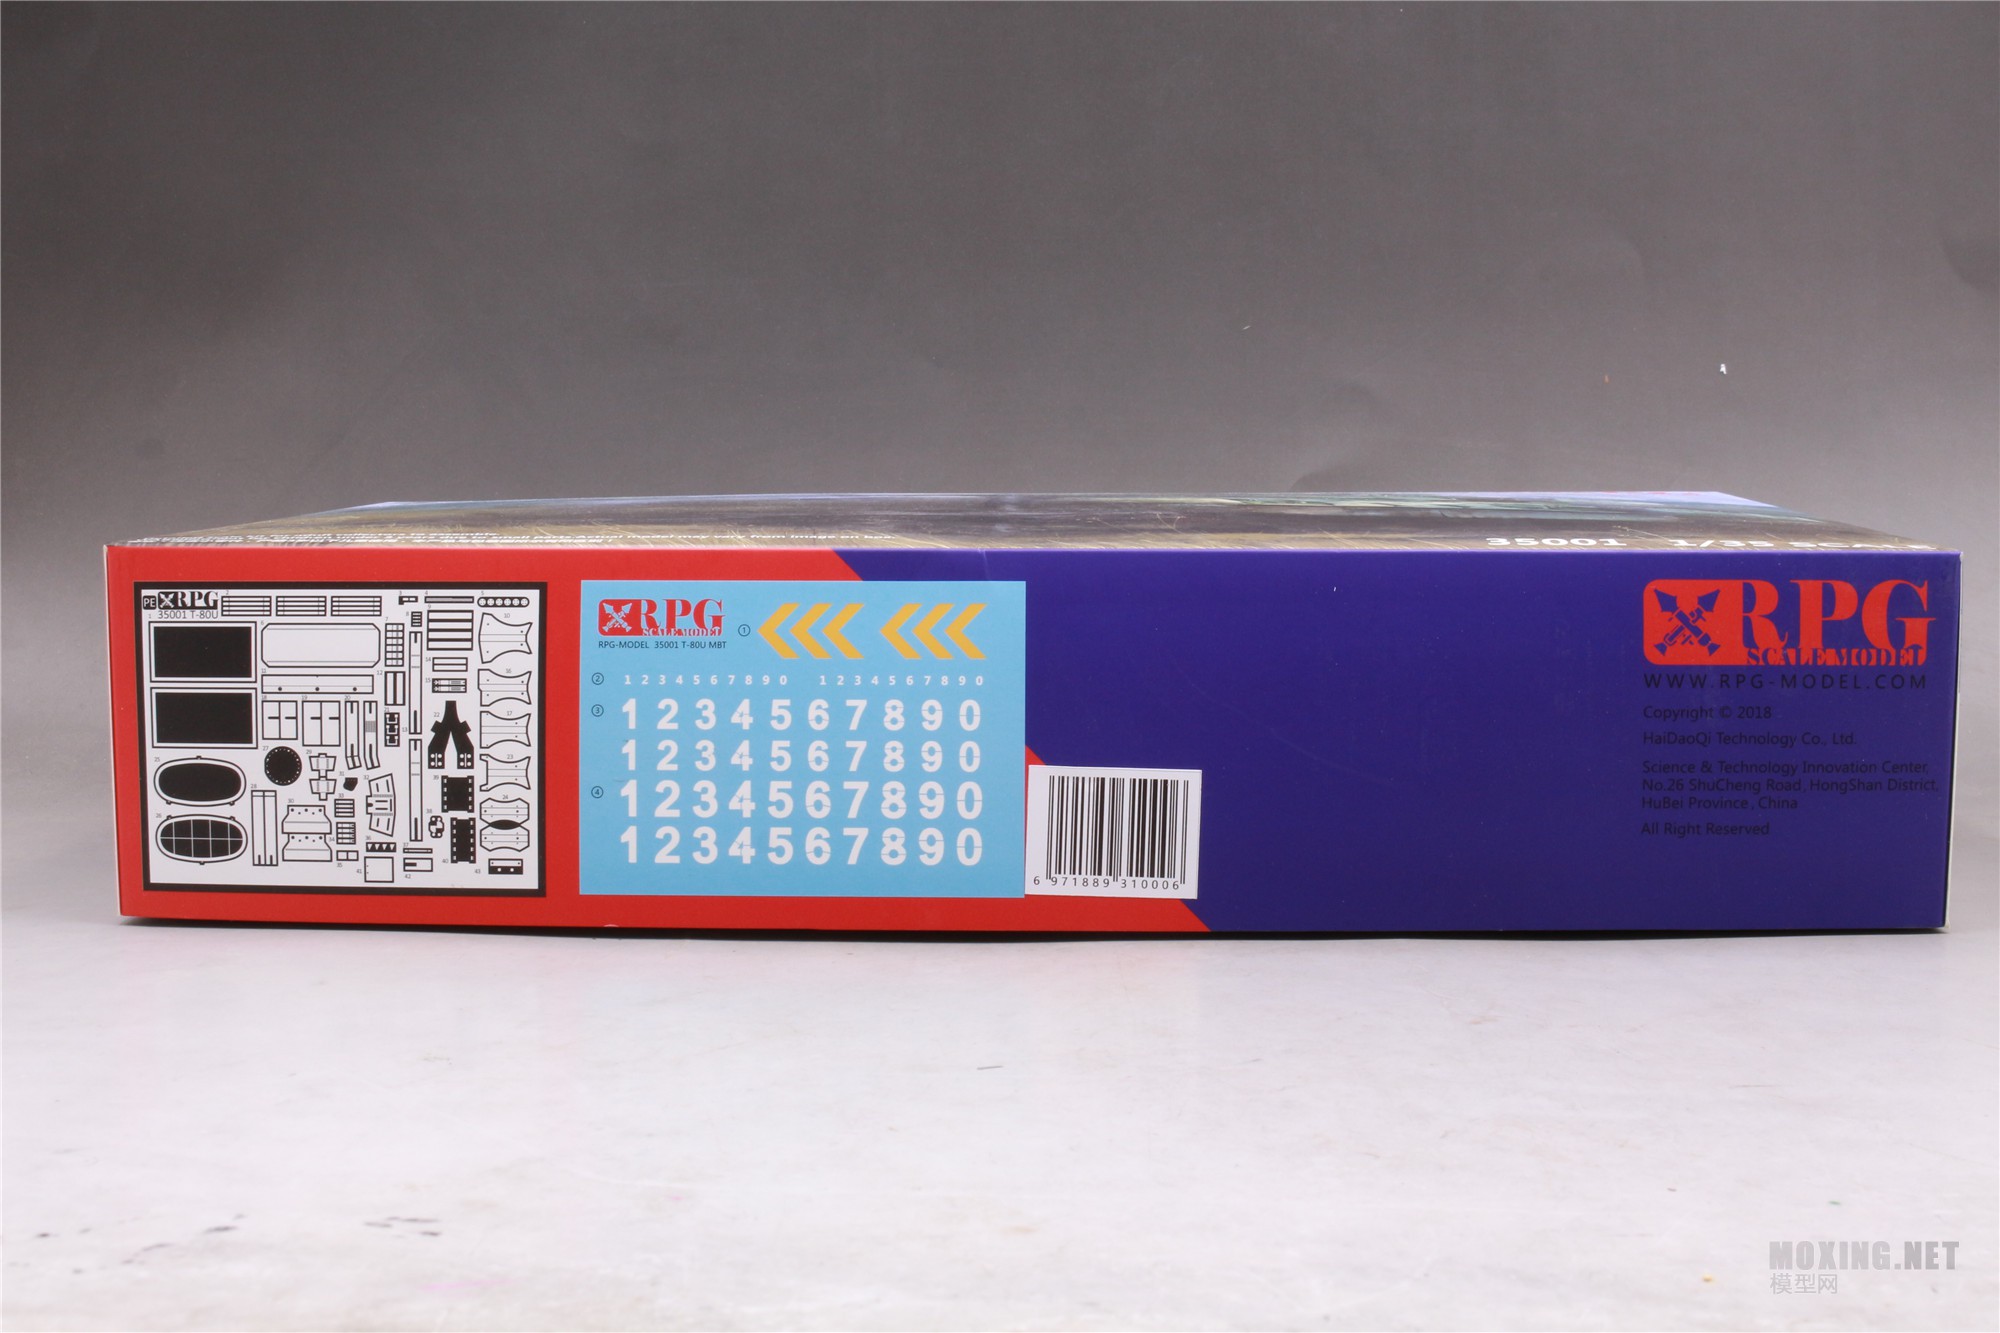 35001 1/35 SCALE
PE RPG
35001 T-80U
RPG
SCALE MODEL
RPG-MODEL 35001 T-80U MBT
1
2 1 2 3 4 5 6 7 8 9 0 1 2 3 4 5 6 7 8 9 0
3 1 2 3 4 5 6 7 8 9 0
1 2 3 4 5 6 7 8 9 0
4 1 2 3 4 5 6 7 8 9 0
1 2 3 4 5 6 7 8 9 0
6 971889 310006
RPG
SCALE MODEL
WWW.RPG-MODEL.COM
Copyright © 2018
HaiDaoQi Technology Co., Ltd.
Science & Technology Innovation Center,
No.26 ShuCheng Road, HongShan District,
HuBei Province, China
All Right Reserved
MOXING.NET
模型网